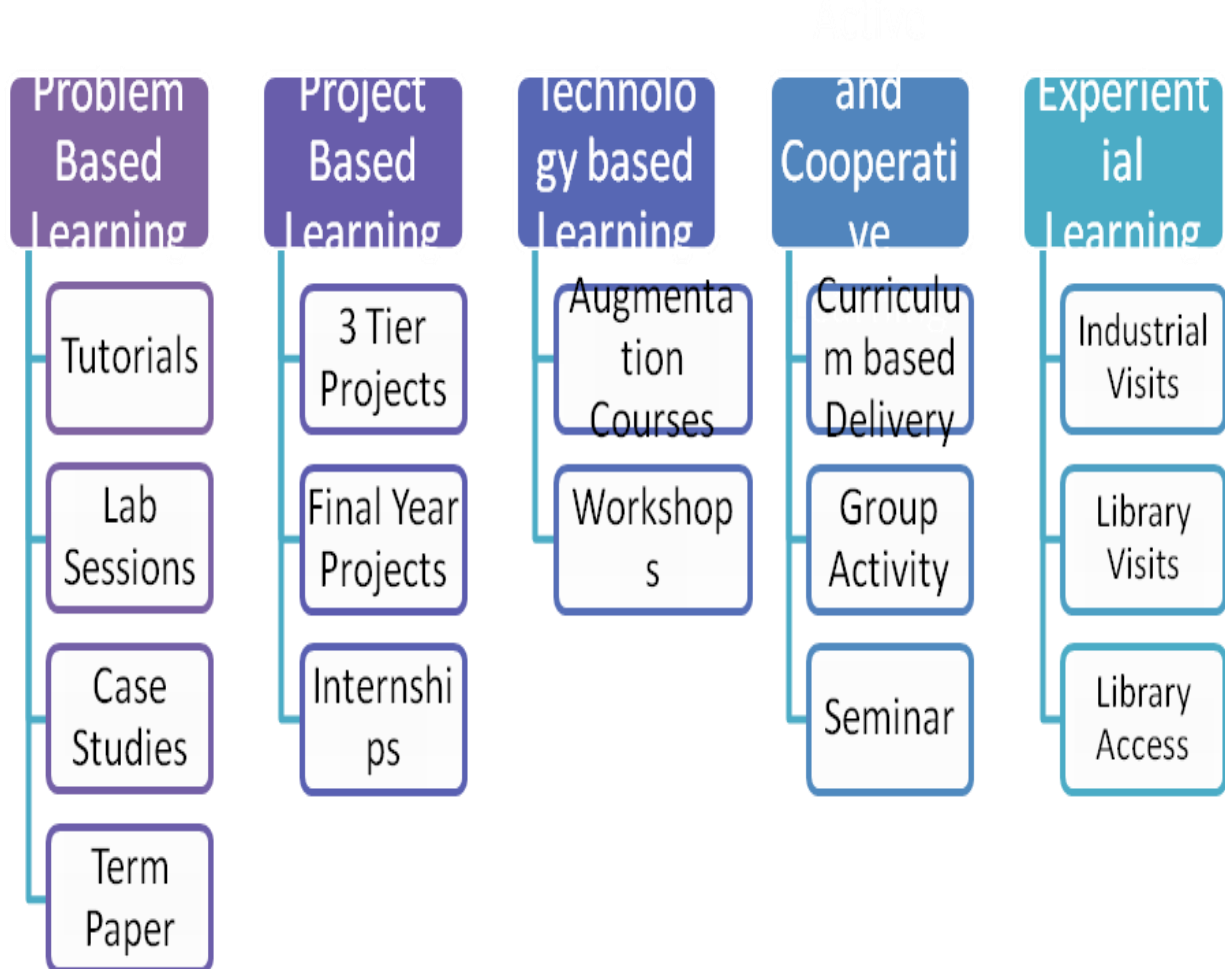 Problem
Based
Learning
Tutorials
Lab
Sessions
Case
Studies
Term
Paper
Project
Based
Learning
3 Tier
Projects
Final Year
Projects
Internshi
ps
Technolo
gy based
Learning
Augmenta
tion
Courses
Workshop
s
and
Cooperati
ve
Curriculu
m based
Delivery
Group
Activity
Seminar
Experient
ial
Learning
Industrial
Visits
Library
Visits
Library
Access